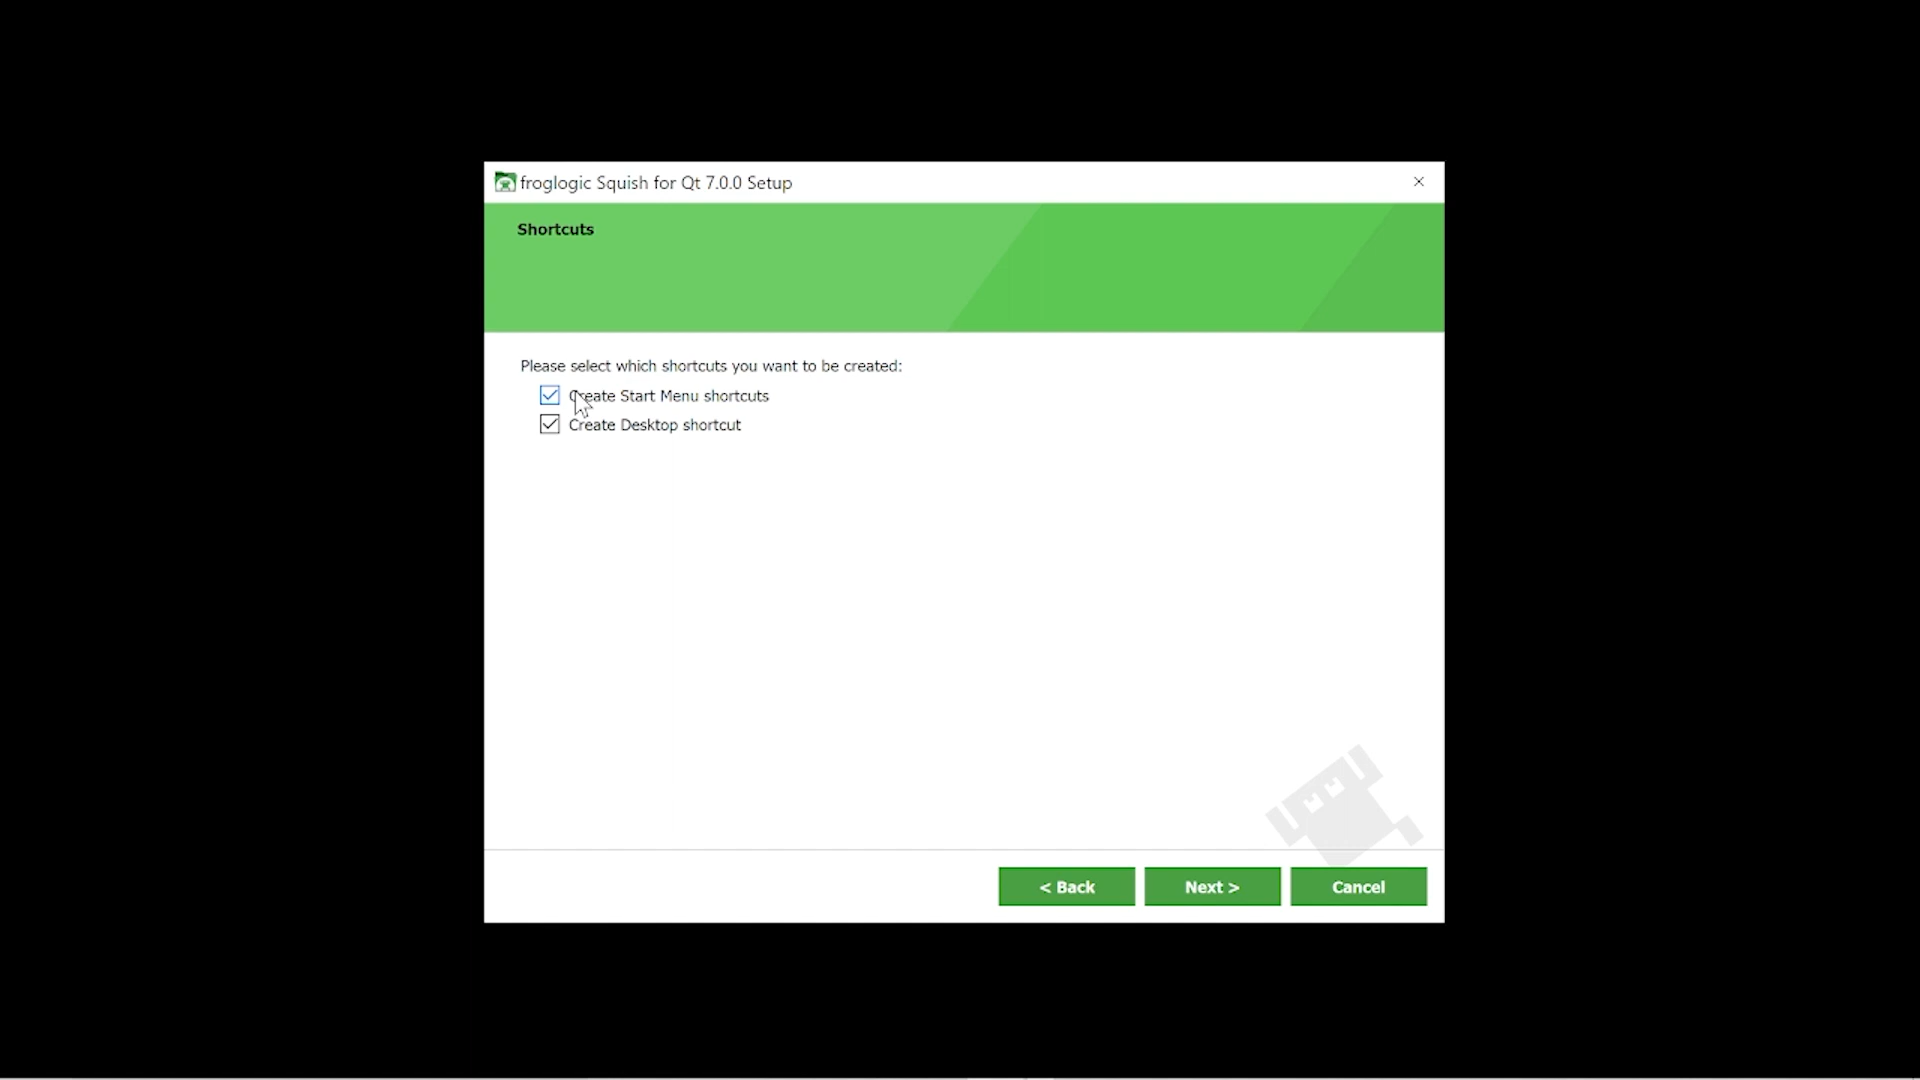 froglogic Squish for Qt 7.0.0 Setup
Shortcuts
Please select which shortcuts you want to be created:
Create Start Menu shortcuts
Create Desktop shortcut
< Back
Next >
Cancel